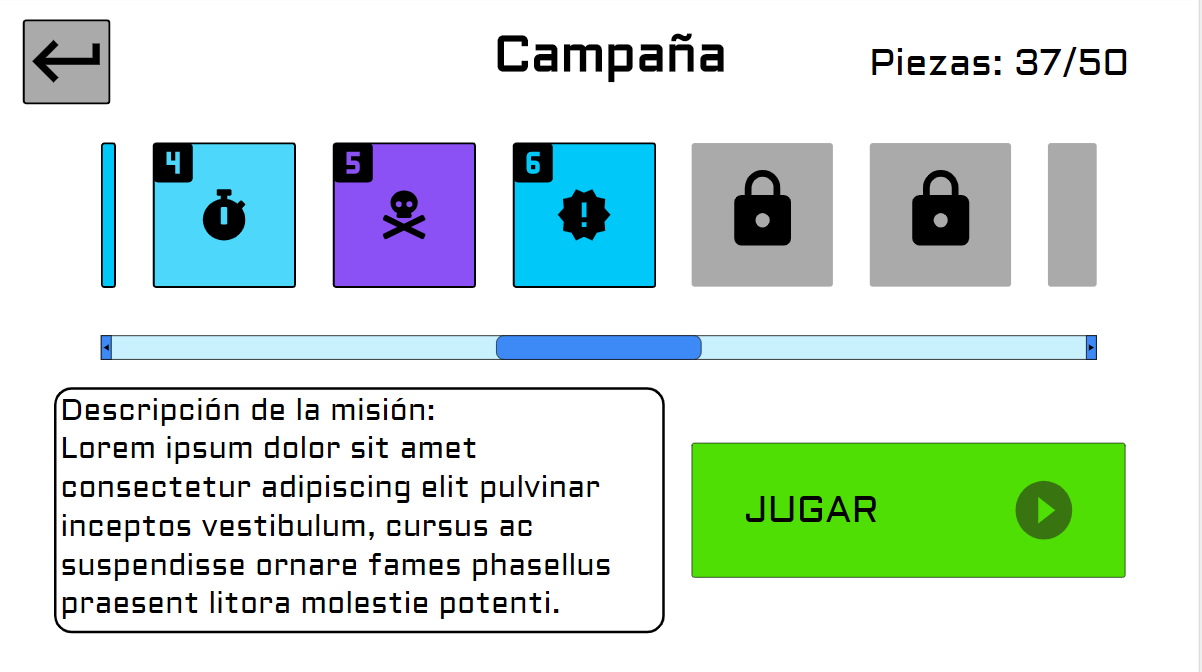 Campaña
Piezas: 37/50
4
5
6
Descripción de la misión:
Lorem ipsum dolor sit amet
consectetur adipiscing elit pulvinar
inceptos vestibulum, cursus ac
suspendisse ornare fames phasellus
praesent litora molestie potenti.
JUGAR